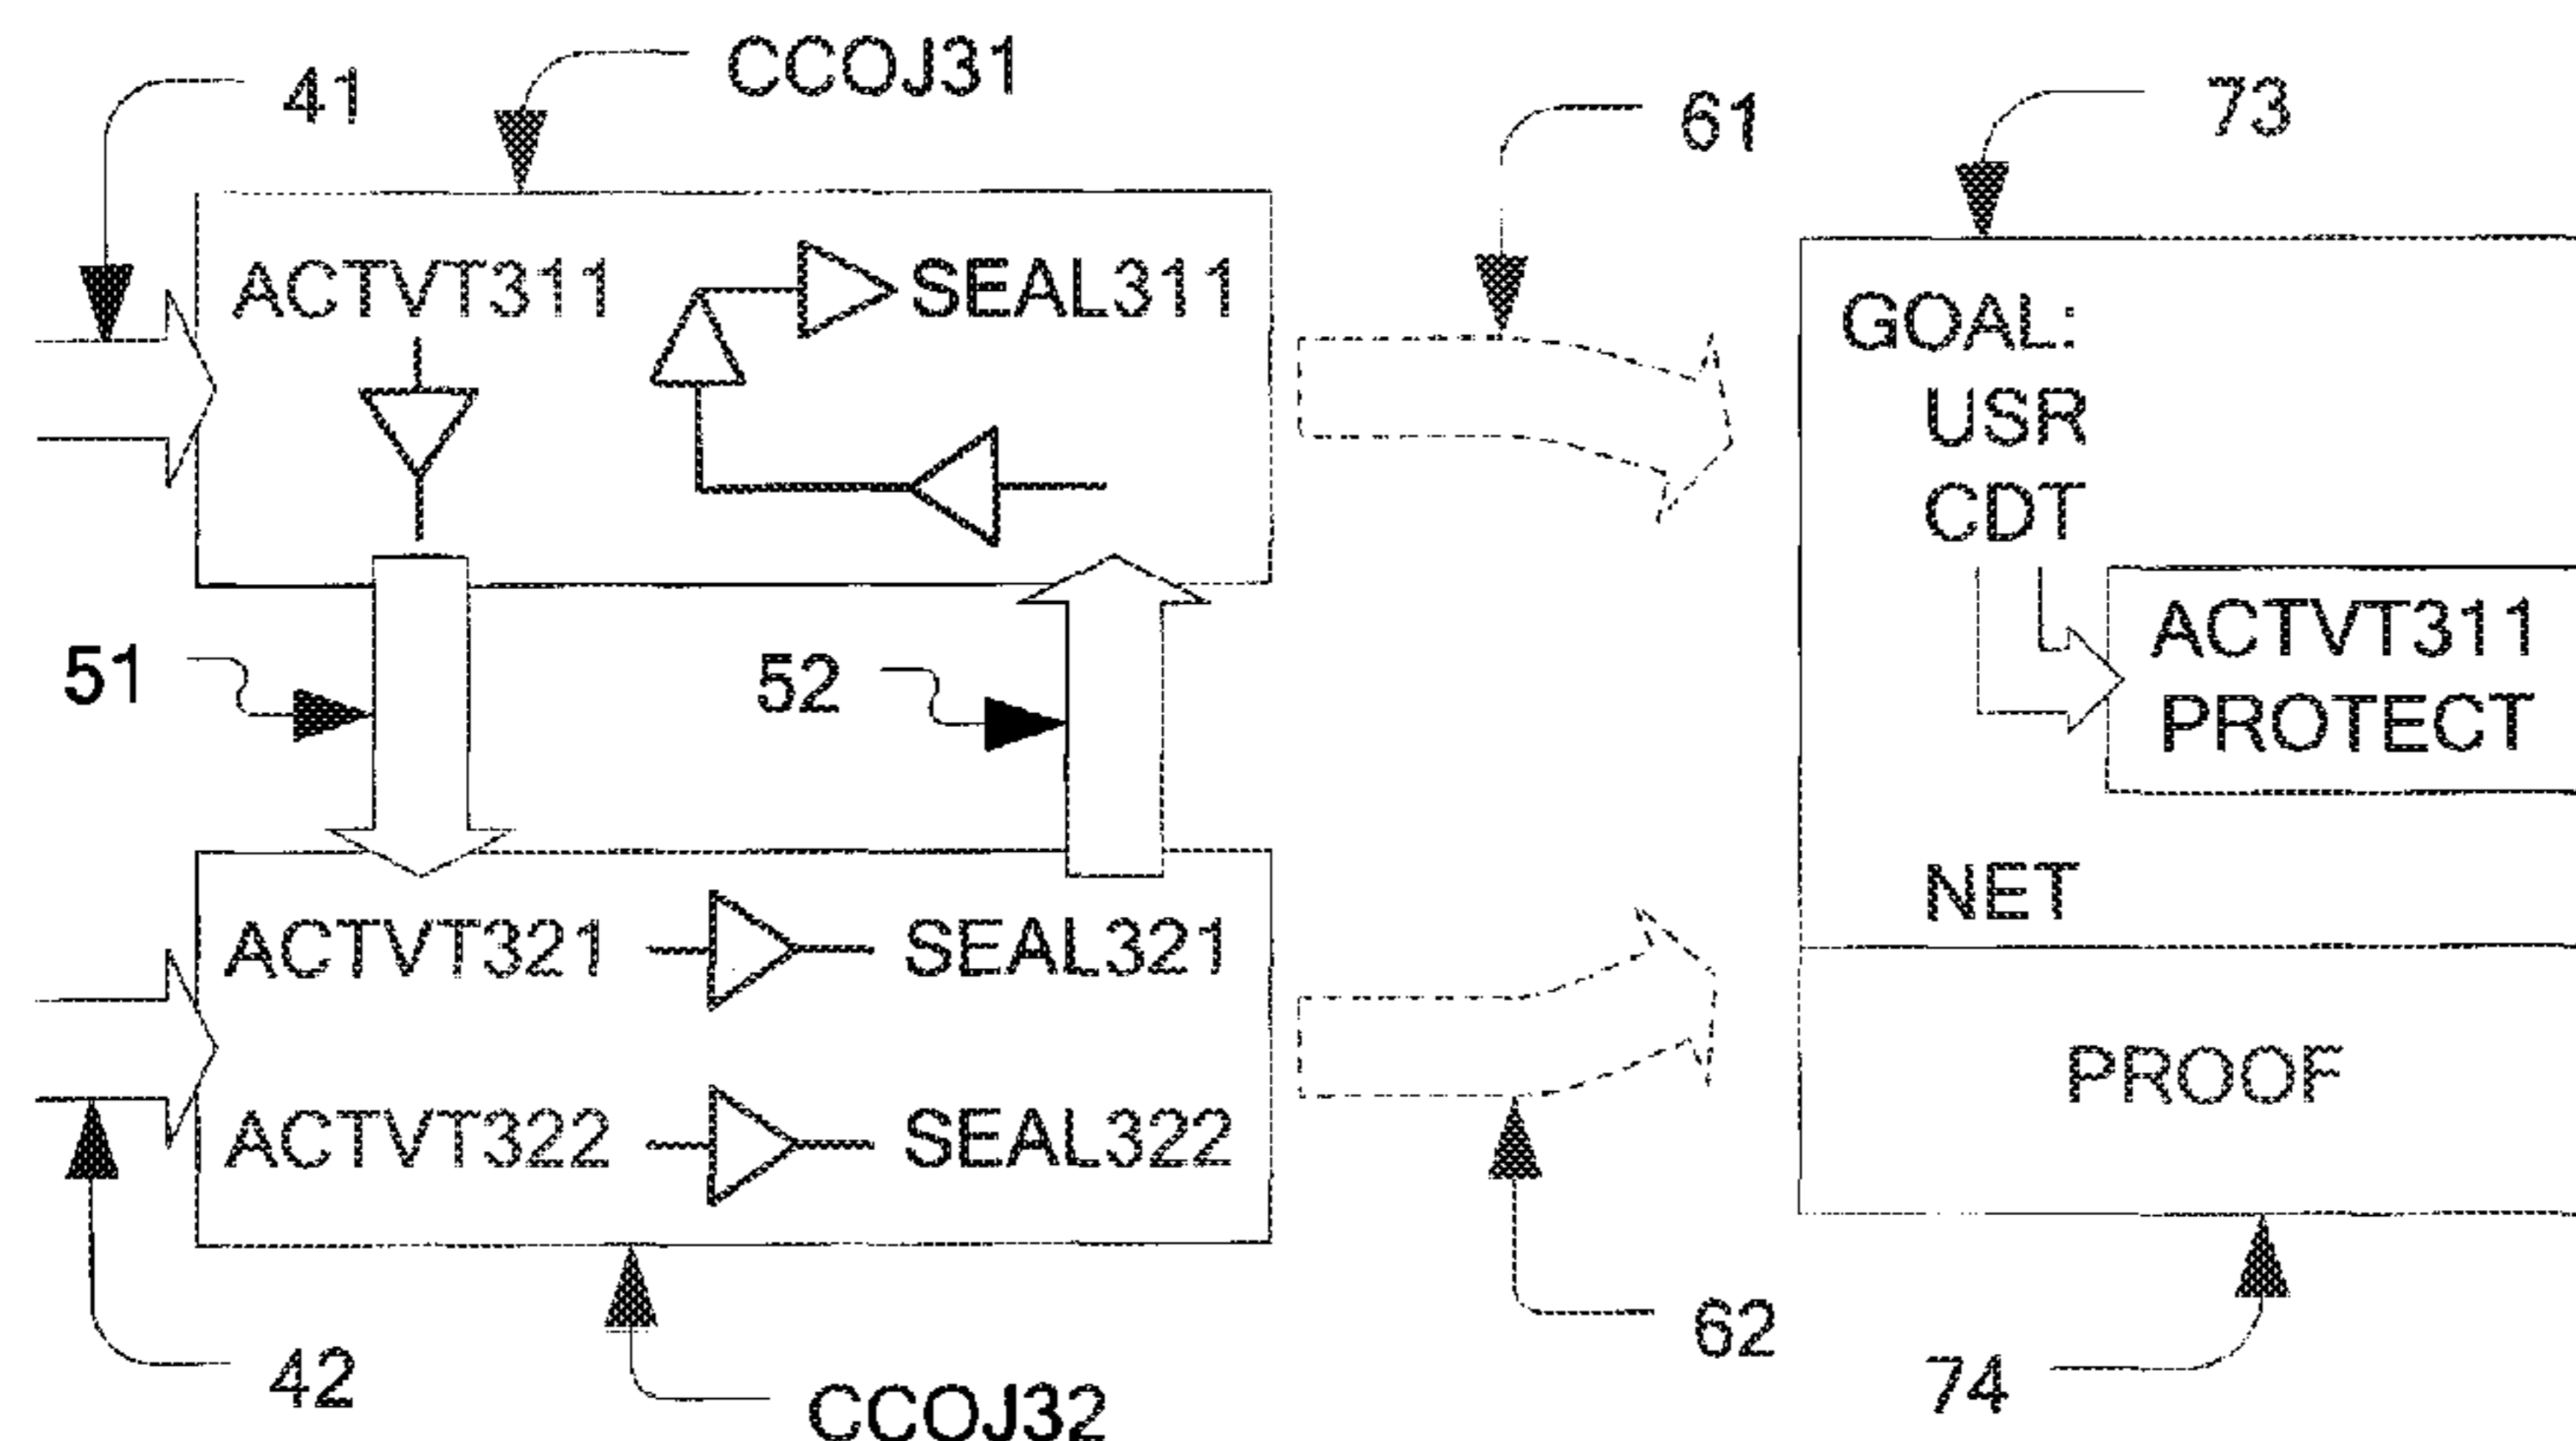 41
CCOJ31
61
73
ACTVT311
SEAL311
GOAL:
USR
CDT
ACTVT311
PROTECT
51
52
NET
ACTVT321
SEAL321
ACTVT322
SEAL322
PROOF
42
CCOJ32
62
74